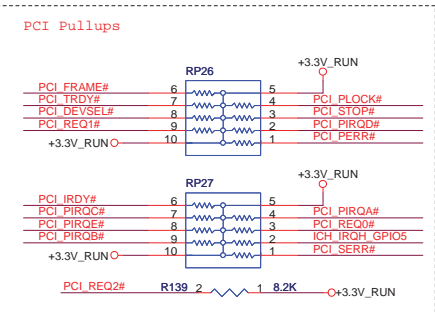 PCI Pullups
RP26
+3.3V_RUN
PCI_FRAME# 6 5
PCI_TRDY# 7 4 PCI_PLOCK#
PCI_DEVSEL# 8 3 PCI_STOP#
PCI_REQ1# 9 2 PCI_PIRQD#
+3.3V_RUN 10 1 PCI_PERR#
RP27
+3.3V_RUN
PCI_IRDY# 6 5
PCI_PIRQC# 7 4 PCI_PIRQA#
PCI_PIRQE# 8 3 PCI_REQ0#
PCI_PIRQB# 9 2 ICH_IRQH_GPIO5
+3.3V_RUN 10 1 PCI_SERR#
PCI_REQ2# R139 2 1 8.2K +3.3V_RUN